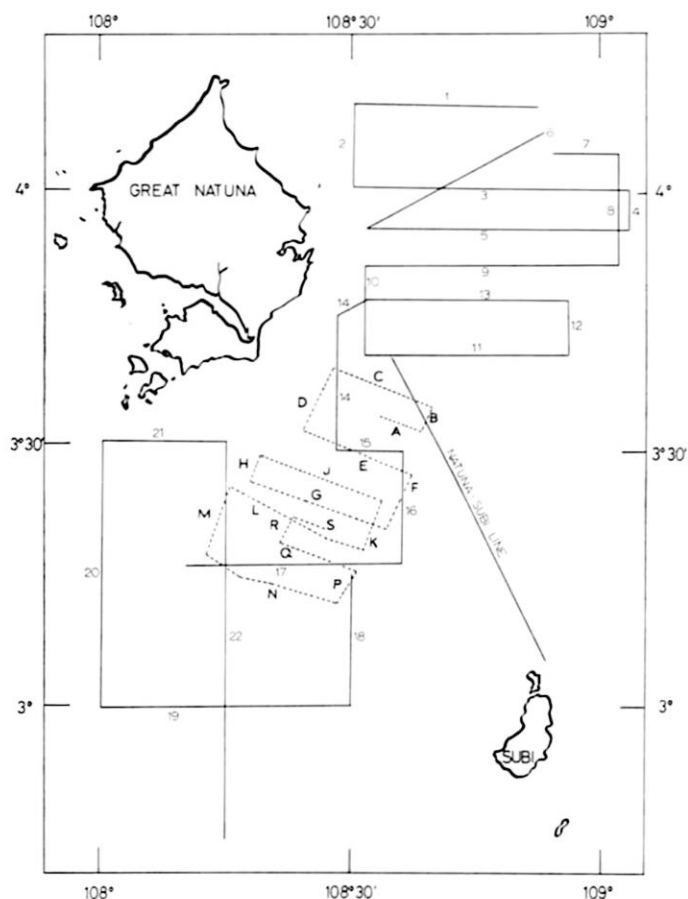 108° 108°30' 109°
1
2
6
7
4° GREAT NATUNA 4°
3 8 4
5
9
10
13
14
12
11
C
D 14
B
A
21 15
3°30' 3°30'
H E
J F
G
M L 16
R S
K
Q
20 17
N P
22 18
NATUNA SUBI LINE
3° 3°
19
SUBI
108° 108°30' 109°